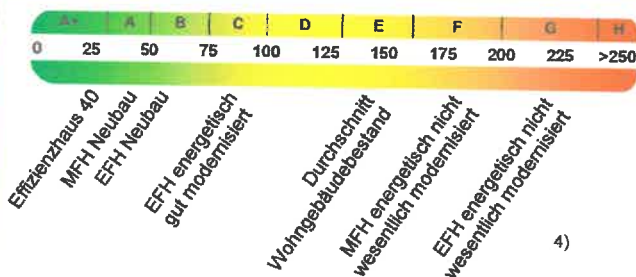 A+ A B C D E F G H
0 25 50 75 100 125 150 175 200 225 >250
Effizienzhaus 40
MFH Neubau
EFH Neubau
EFH energetisch
gut modernisiert
Durchschnitt
Wohngebäudebestand
MFH energetisch nicht
wesentlich modernisiert
EFH energetisch nicht
wesentlich modernisiert
4)